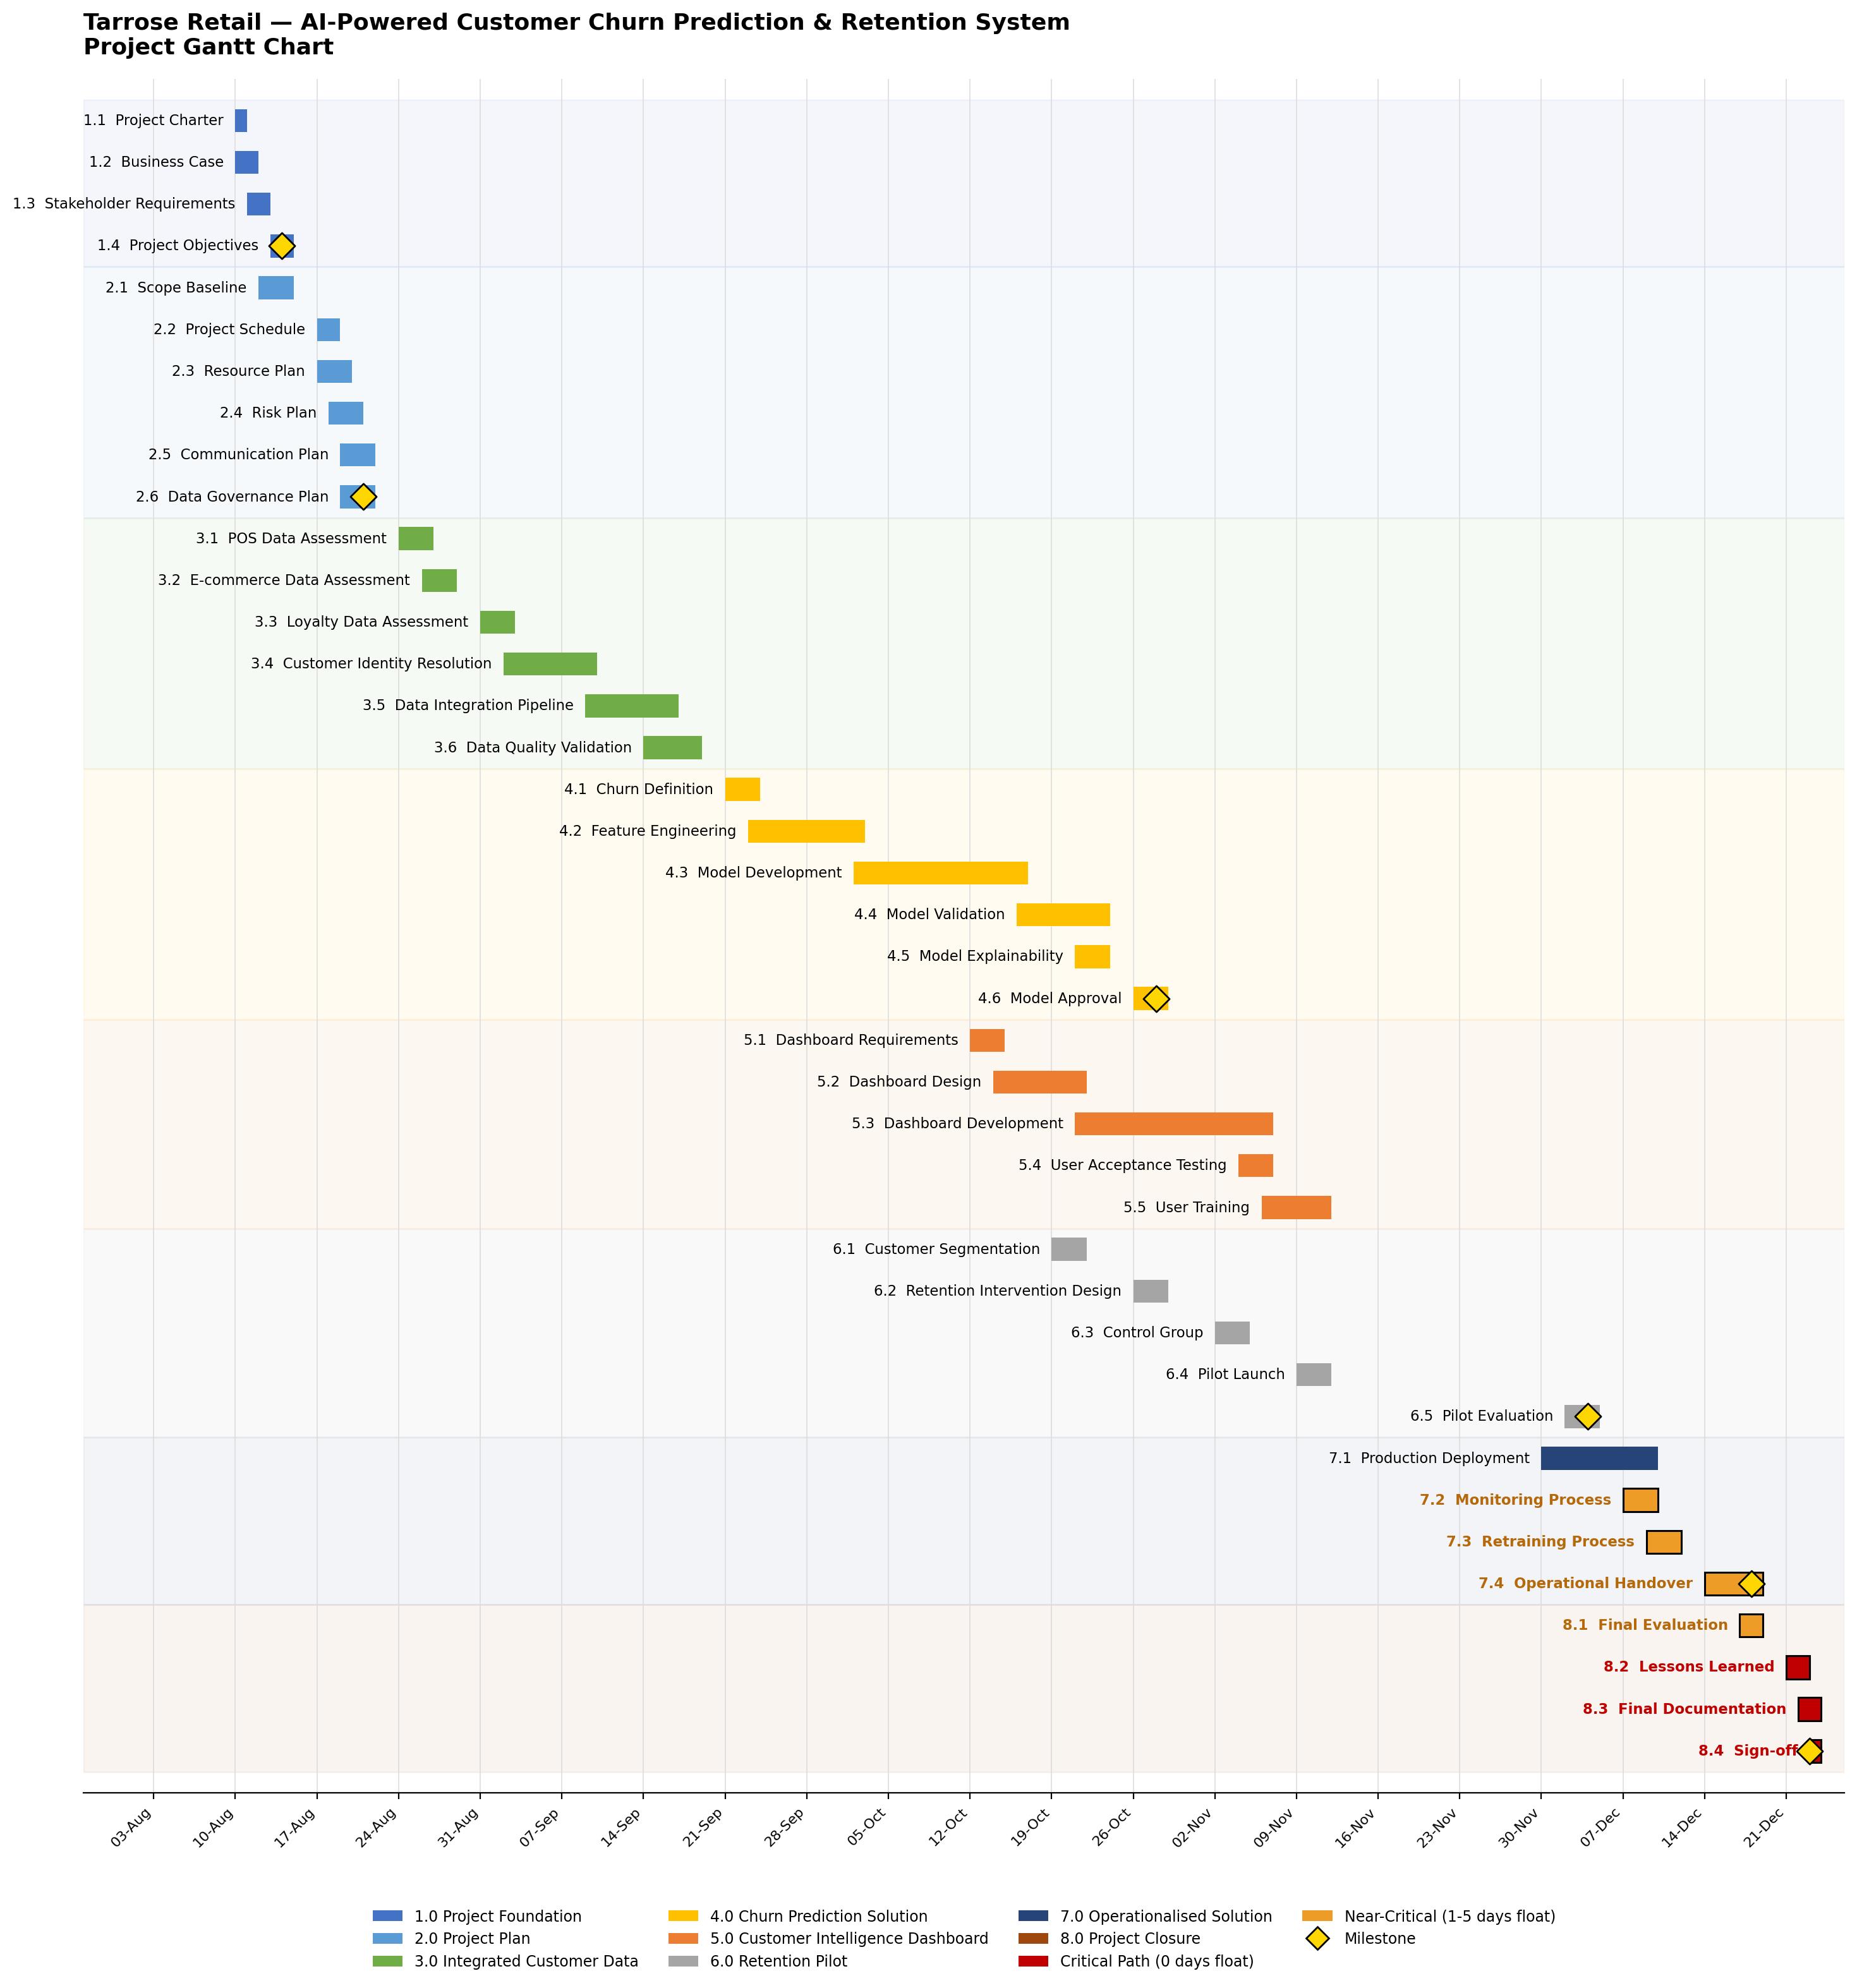 Tarrose Retail — AI-Powered Customer Churn Prediction & Retention System
Project Gantt Chart
1.1  Project Charter
1.2  Business Case
1.3  Stakeholder Requirements
1.4  Project Objectives
2.1  Scope Baseline
2.2  Project Schedule
2.3  Resource Plan
2.4  Risk Plan
2.5  Communication Plan
2.6  Data Governance Plan
3.1  POS Data Assessment
3.2  E-commerce Data Assessment
3.3  Loyalty Data Assessment
3.4  Customer Identity Resolution
3.5  Data Integration Pipeline
3.6  Data Quality Validation
4.1  Churn Definition
4.2  Feature Engineering
4.3  Model Development
4.4  Model Validation
4.5  Model Explainability
4.6  Model Approval
5.1  Dashboard Requirements
5.2  Dashboard Design
5.3  Dashboard Development
5.4  User Acceptance Testing
5.5  User Training
6.1  Customer Segmentation
6.2  Retention Intervention Design
6.3  Control Group
6.4  Pilot Launch
6.5  Pilot Evaluation
7.1  Production Deployment
7.2  Monitoring Process
7.3  Retraining Process
7.4  Operational Handover
8.1  Final Evaluation
8.2  Lessons Learned
8.3  Final Documentation
8.4  Sign-off
03-Aug
10-Aug
17-Aug
24-Aug
31-Aug
07-Sep
14-Sep
21-Sep
28-Sep
05-Oct
12-Oct
19-Oct
26-Oct
02-Nov
09-Nov
16-Nov
23-Nov
30-Nov
07-Dec
14-Dec
21-Dec
1.0 Project Foundation
2.0 Project Plan
3.0 Integrated Customer Data
4.0 Churn Prediction Solution
5.0 Customer Intelligence Dashboard
6.0 Retention Pilot
7.0 Operationalised Solution
8.0 Project Closure
Critical Path (0 days float)
Near-Critical (1-5 days float)
Milestone